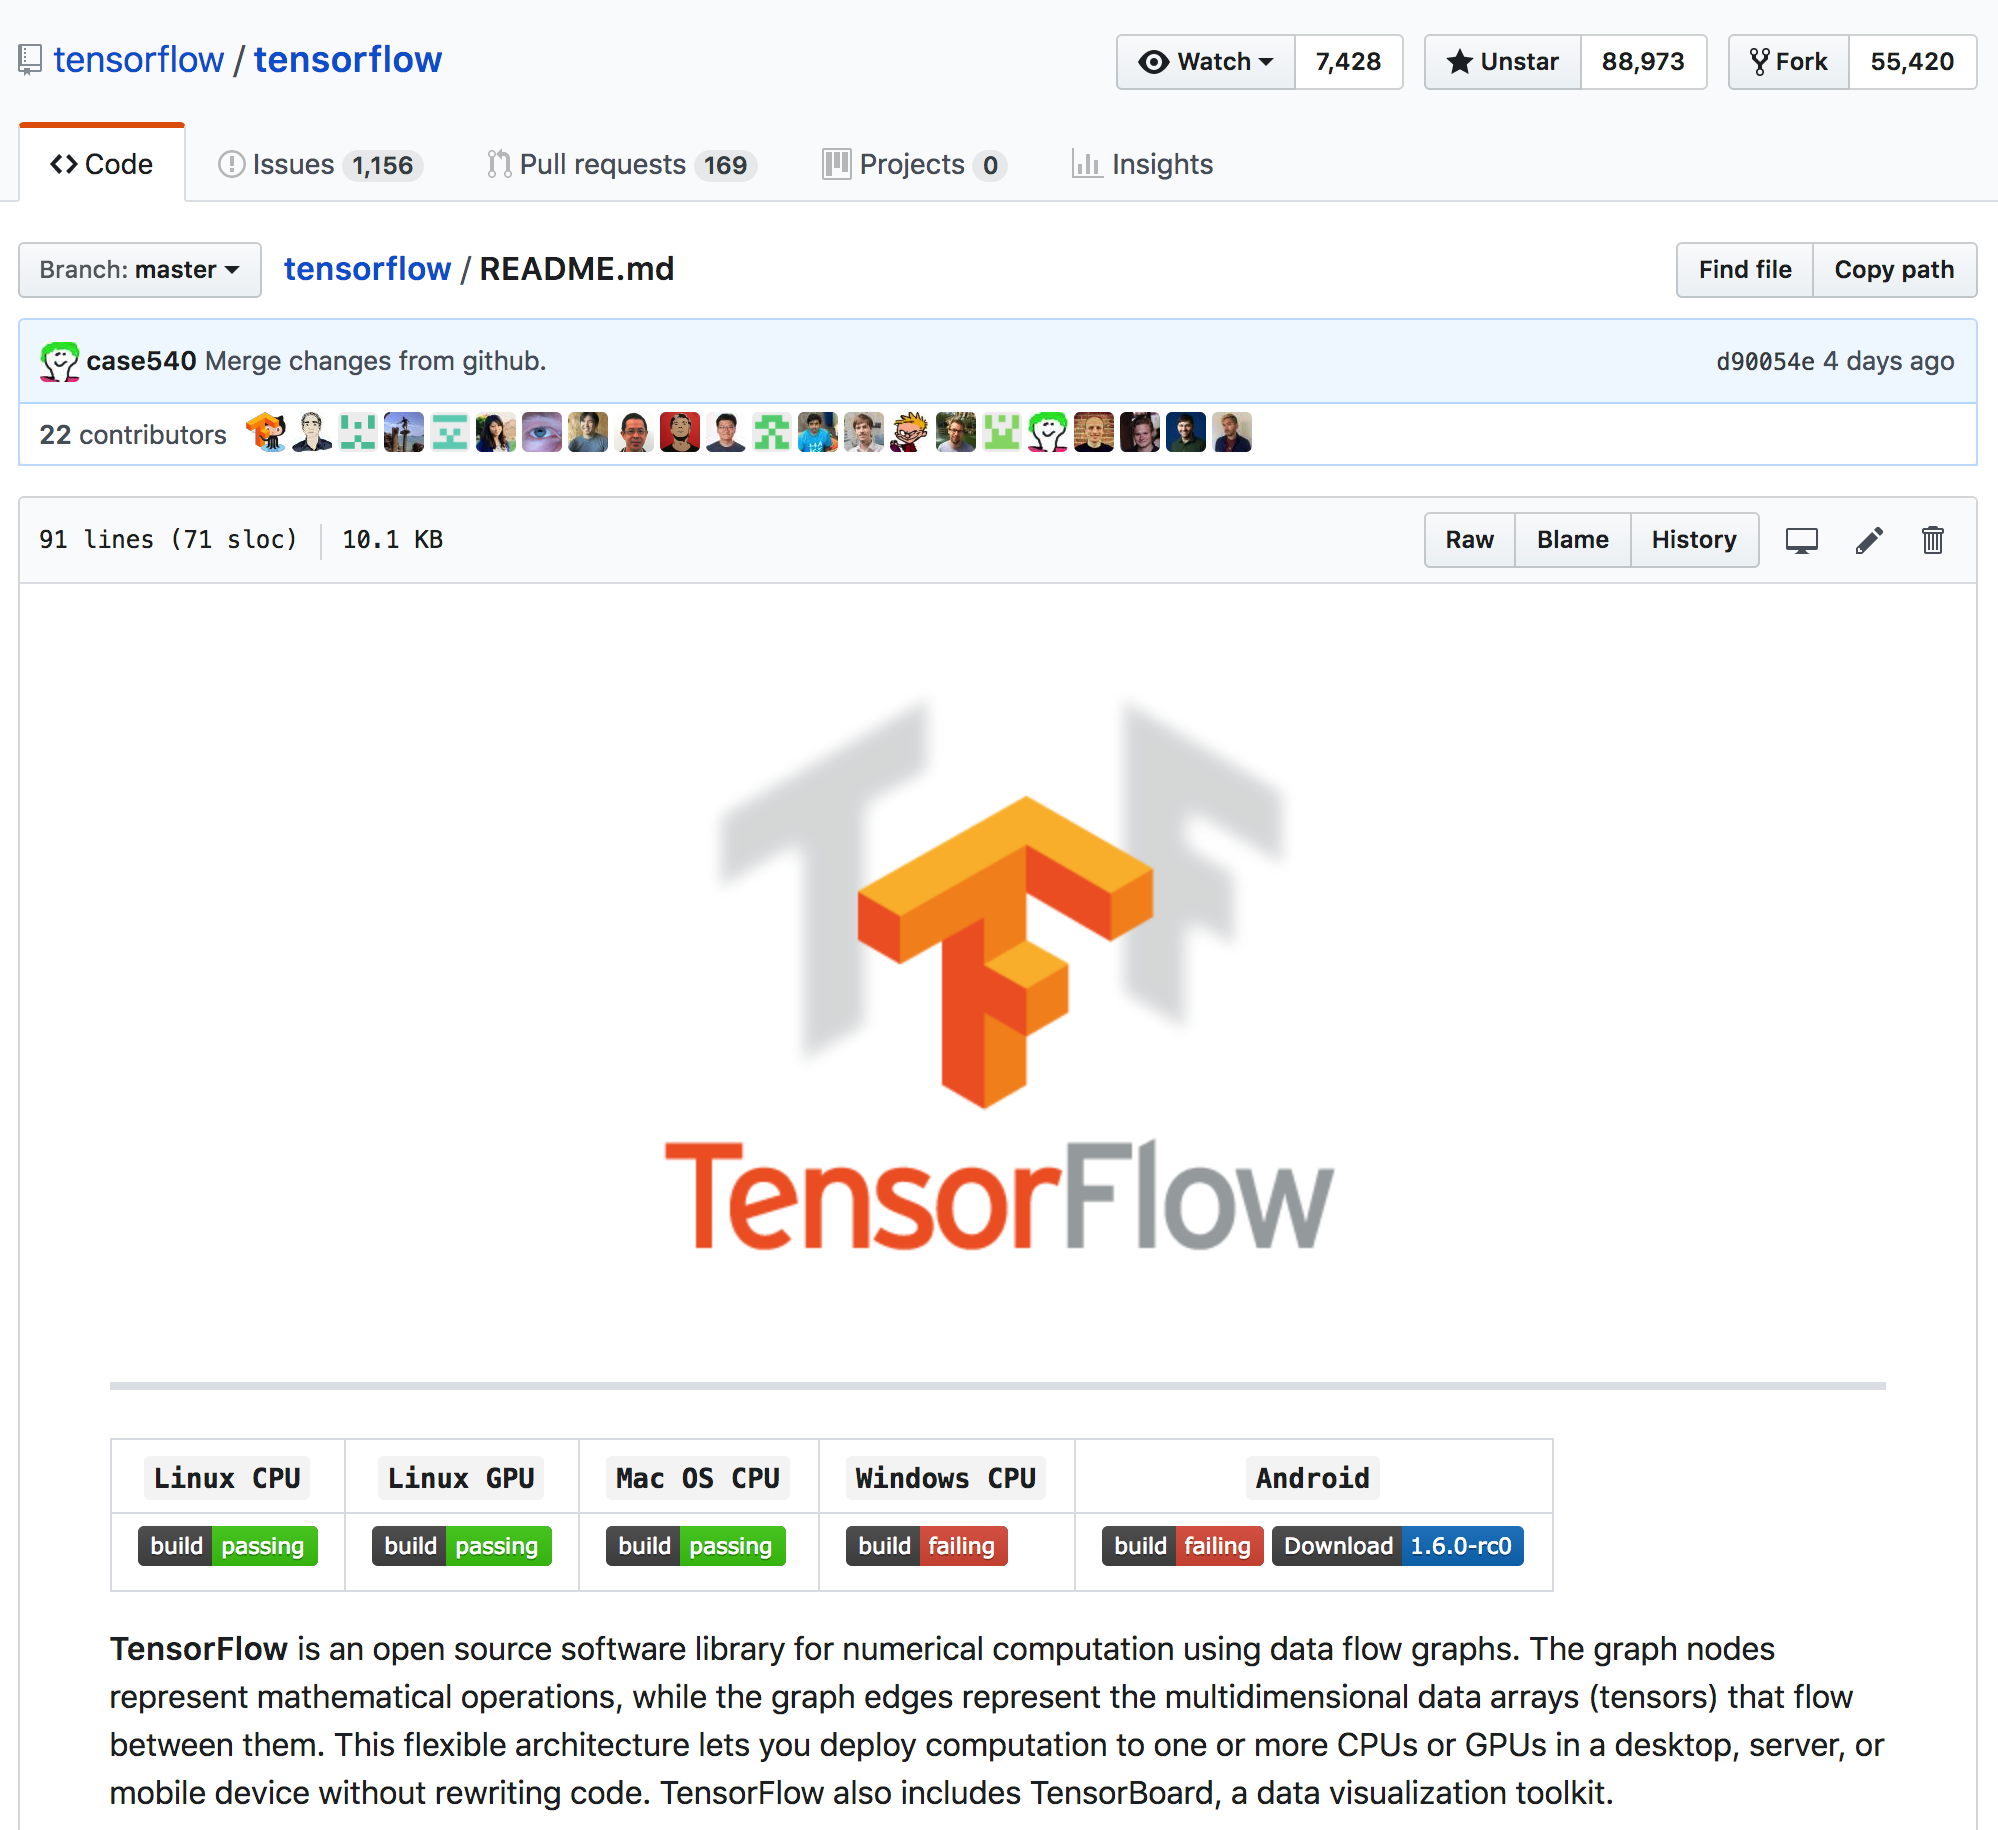 tensorflow / tensorflow
Watch 7,428 Unstar 88,973 Fork 55,420
Code Issues 1,156 Pull requests 169 Projects 0 Insights
Branch: master tensorflow / README.md Find file Copy path
case540 Merge changes from github. d90054e 4 days ago
22 contributors
91 lines (71 sloc) 10.1 KB Raw Blame History
TensorFlow
Linux CPU Linux GPU Mac OS CPU Windows CPU Android
build passing build passing build passing build failing build failing Download 1.6.0-rc0
TensorFlow is an open source software library for numerical computation using data flow graphs. The graph nodes
represent mathematical operations, while the graph edges represent the multidimensional data arrays (tensors) that flow
between them. This flexible architecture lets you deploy computation to one or more CPUs or GPUs in a desktop, server, or
mobile device without rewriting code. TensorFlow also includes TensorBoard, a data visualization toolkit.